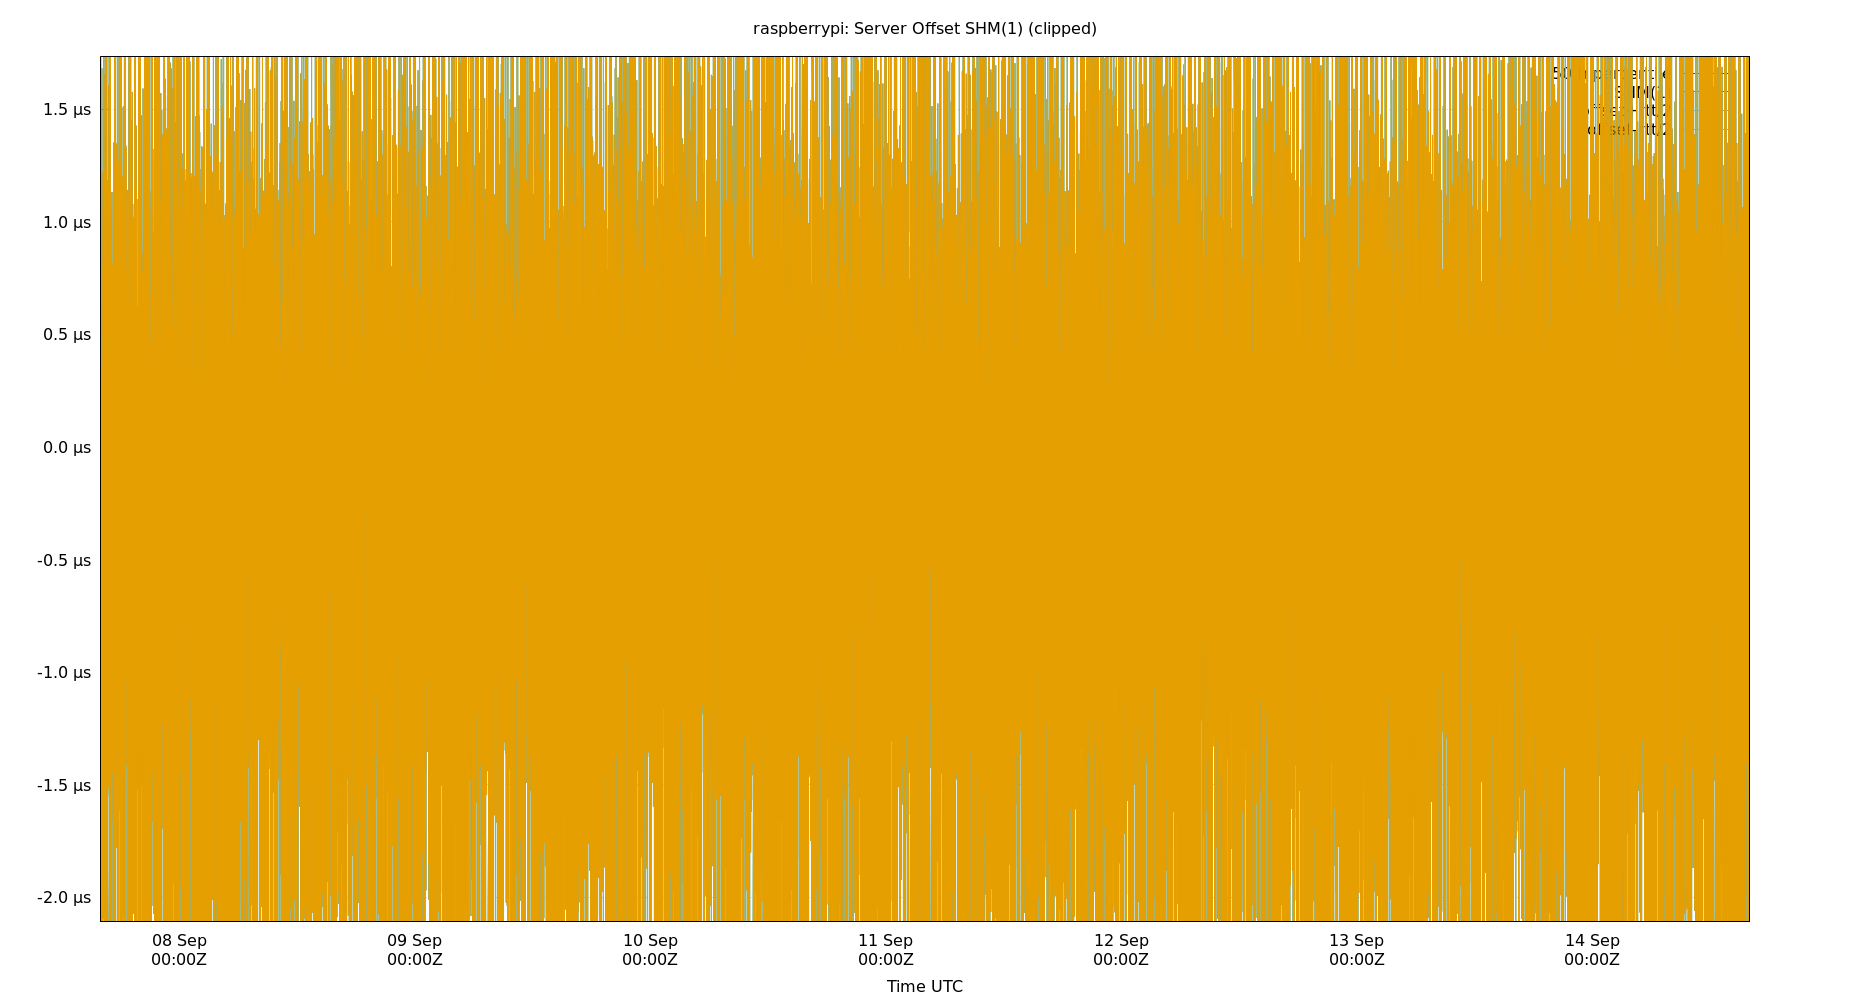 raspberrypi: Server Offset SHM(1) (clipped)
1.5 µs
1.0 µs
0.5 µs
0.0 µs
-0.5 µs
-1.0 µs
-1.5 µs
-2.0 µs
08 Sep 09 Sep 10 Sep 11 Sep 12 Sep 13 Sep 14 Sep
00:00Z 00:00Z 00:00Z 00:00Z 00:00Z 00:00Z 00:00Z
Time UTC